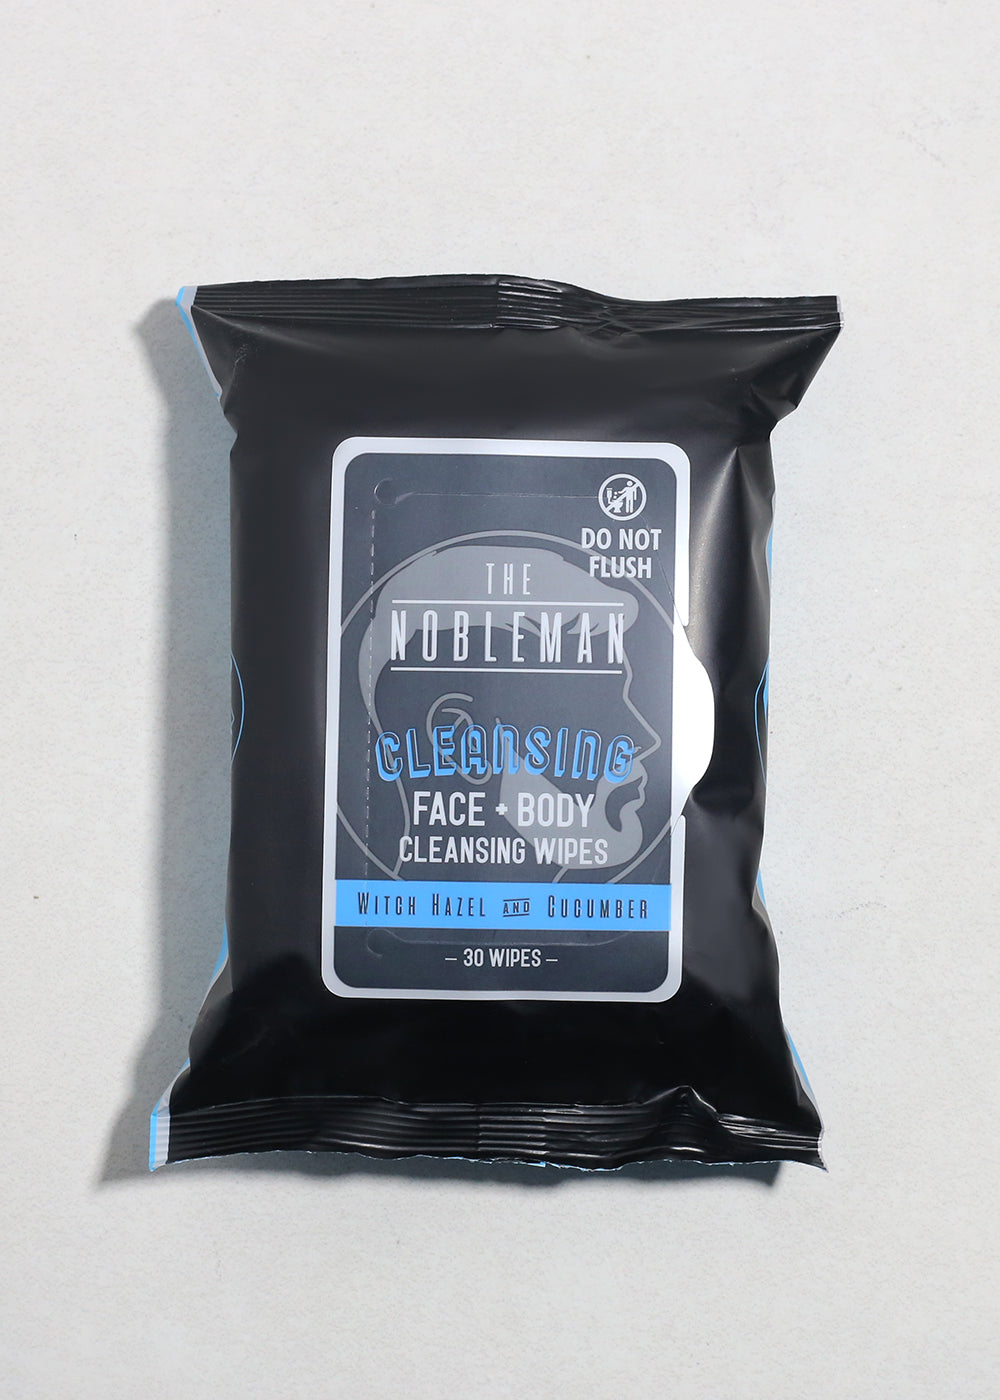 DO NOT
FLUSH
THE
NOBLEMAN
CLEANSING
FACE + BODY
CLEANSING WIPES
WITCH HAZEL AND CUCUMBER
– 30 WIPES –